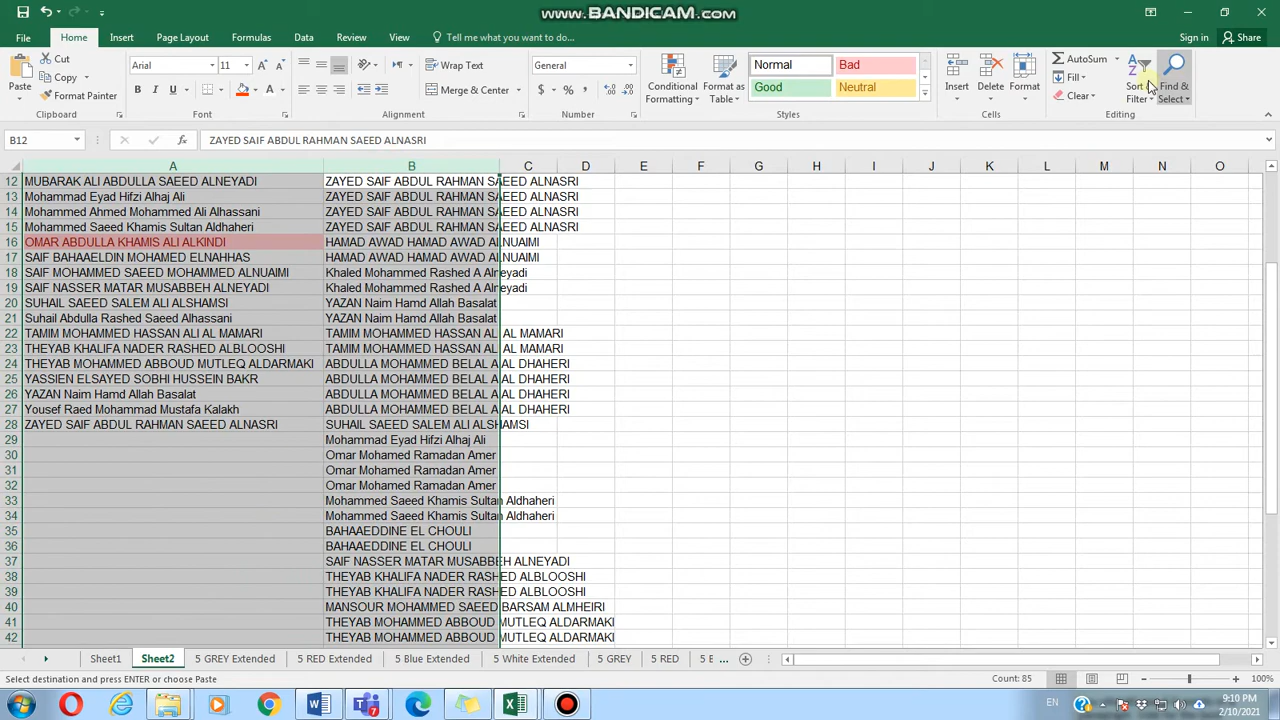 www.BANDICAM.com
File Home Insert Page Layout Formulas Data Review View Tell me what you want to do... Sign in Share
Paste Cut Copy Format Painter Clipboard
Arial 11 B I U A A Font
Wrap Text Merge & Center Alignment
General $ % , Number
Conditional Formatting Format as Table Normal Bad Good Neutral Styles
Insert Delete Format Cells
AutoSum Fill Clear Sort & Filter Find & Select Editing
B12 fx ZAYED SAIF ABDUL RAHMAN SAEED ALNASRI
A B C D E F G H I J K L M N O
12 MUBARAK ALI ABDULLA SAEED ALNEYADI ZAYED SAIF ABDUL RAHMAN SAEED ALNASRI
13 Mohammad Eyad Hifzi Alhaj Ali ZAYED SAIF ABDUL RAHMAN SAEED ALNASRI
14 Mohammed Ahmed Mohammed Ali Alhassani ZAYED SAIF ABDUL RAHMAN SAEED ALNASRI
15 Mohammed Saeed Khamis Sultan Aldhaheri ZAYED SAIF ABDUL RAHMAN SAEED ALNASRI
16 OMAR ABDULLA KHAMIS ALI ALKINDI HAMAD AWAD HAMAD AWAD ALNUAIMI
17 SAIF BAHAAELDIN MOHAMED ELNAHHAS HAMAD AWAD HAMAD AWAD ALNUAIMI
18 SAIF MOHAMMED SAEED MOHAMMED ALNUAIMI Khaled Mohammed Rashed A Alneyadi
19 SAIF NASSER MATAR MUSABBEH ALNEYADI Khaled Mohammed Rashed A Alneyadi
20 SUHAIL SAEED SALEM ALI ALSHAMSI YAZAN Naim Hamd Allah Basalat
21 Suhail Abdulla Rashed Saeed Alhassani YAZAN Naim Hamd Allah Basalat
22 TAMIM MOHAMMED HASSAN ALI AL MAMARI TAMIM MOHAMMED HASSAN AL AL MAMARI
23 THEYAB KHALIFA NADER RASHED ALBLOOSHI TAMIM MOHAMMED HASSAN AL AL MAMARI
24 THEYAB MOHAMMED ABBOUD MUTLEQ ALDARMAKI ABDULLA MOHAMMED BELAL A AL DHAHERI
25 YASSIEN ELSAYED SOBHI HUSSEIN BAKR ABDULLA MOHAMMED BELAL A AL DHAHERI
26 YAZAN Naim Hamd Allah Basalat ABDULLA MOHAMMED BELAL A AL DHAHERI
27 Yousef Raed Mohammad Mustafa Kalakh ABDULLA MOHAMMED BELAL A AL DHAHERI
28 ZAYED SAIF ABDUL RAHMAN SAEED ALNASRI SUHAIL SAEED SALEM ALI ALSHAMSI
29 Mohammad Eyad Hifzi Alhaj Ali
30 Omar Mohamed Ramadan Amer
31 Omar Mohamed Ramadan Amer
32 Omar Mohamed Ramadan Amer
33 Mohammed Saeed Khamis Sultan Aldhaheri
34 Mohammed Saeed Khamis Sultan Aldhaheri
35 BAHAAEDDINE EL CHOULI
36 BAHAAEDDINE EL CHOULI
37 SAIF NASSER MATAR MUSABBEH ALNEYADI
38 THEYAB KHALIFA NADER RASHED ALBLOOSHI
39 THEYAB KHALIFA NADER RASHED ALBLOOSHI
40 MANSOUR MOHAMMED SAEED BARSAM ALMHEIRI
41 THEYAB MOHAMMED ABBOUD MUTLEQ ALDARMAKI
42 THEYAB MOHAMMED ABBOUD MUTLEQ ALDARMAKI
Sheet1 Sheet2 5 GREY Extended 5 RED Extended 5 Blue Extended 5 White Extended 5 GREY 5 RED 5 B ...
Select destination and press ENTER or choose Paste Count: 85 100%
EN 9:10 PM
2/10/2021